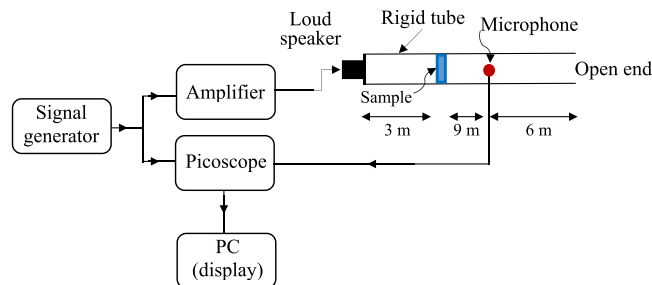 Loud
speaker
Rigid tube
Microphone
Open end
Sample
Amplifier
3 m
9 m
6 m
Signal
generator
Picoscope
PC
(display)